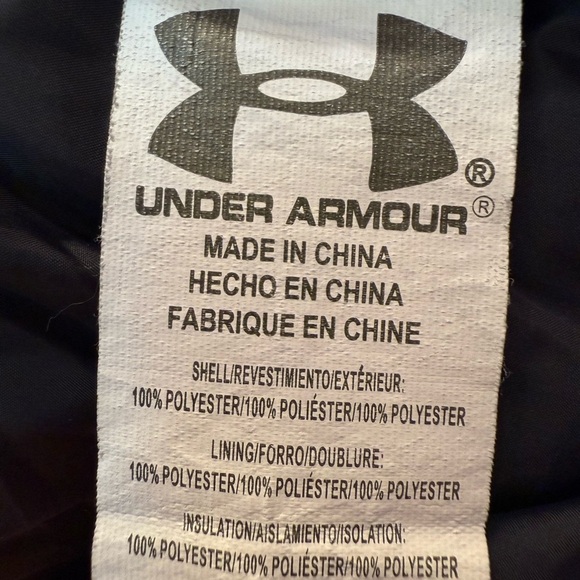 ®
UNDER ARMOUR®
MADE IN CHINA
HECHO EN CHINA
FABRIQUE EN CHINE
SHELL/REVESTIMIENTO/EXTÉRIEUR:
100% POLYESTER/100% POLIÉSTER/100% POLYESTER
LINING/FORRO/DOUBLURE:
100% POLYESTER/100% POLIÉSTER/100% POLYESTER
INSULATION/AISLAMIENTO/ISOLATION:
100% POLYESTER/100% POLIÉSTER/100% POLYESTER